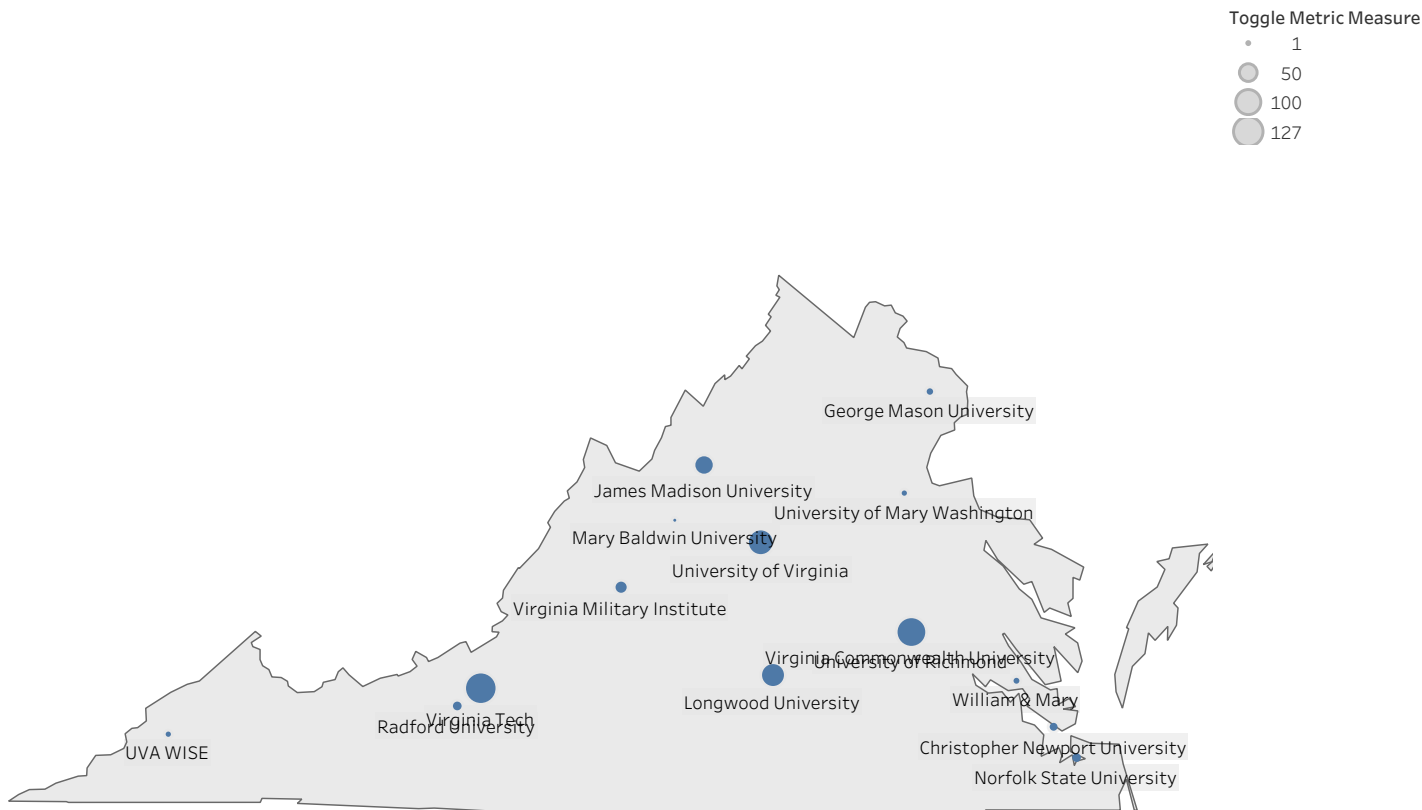 Toggle Metric Measure
1
50
100
127
George Mason University
James Madison University
University of Mary Washington
Mary Baldwin University
University of Virginia
Virginia Military Institute
Virginia Commonwealth University
University of Richmond
William & Mary
Longwood University
Virginia Tech
Radford University
UVA WISE
Christopher Newport University
Norfolk State University